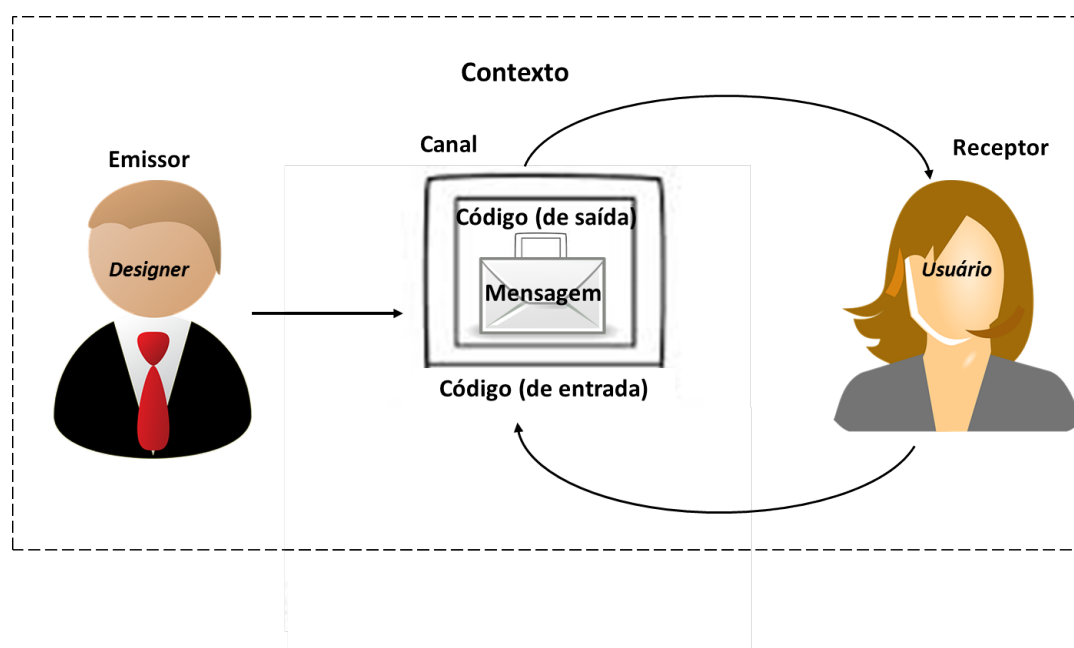 Contexto
Canal
Emissor
Receptor
Código (de saída)
Designer
Usuário
Mensagem
Código (de entrada)